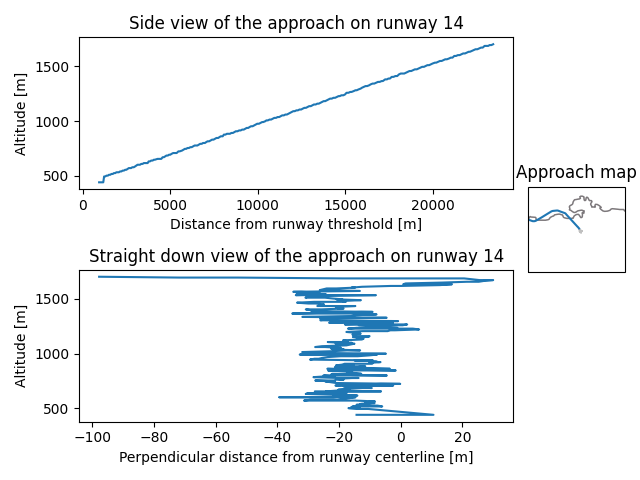 Side view of the approach on runway 14
Altitude [m]
1500
1000
500
0
5000
10000
15000
20000
Distance from runway threshold [m]
Approach map
Straight down view of the approach on runway 14
Altitude [m]
1500
1000
500
−100
−80
−60
−40
−20
0
20
Perpendicular distance from runway centerline [m]